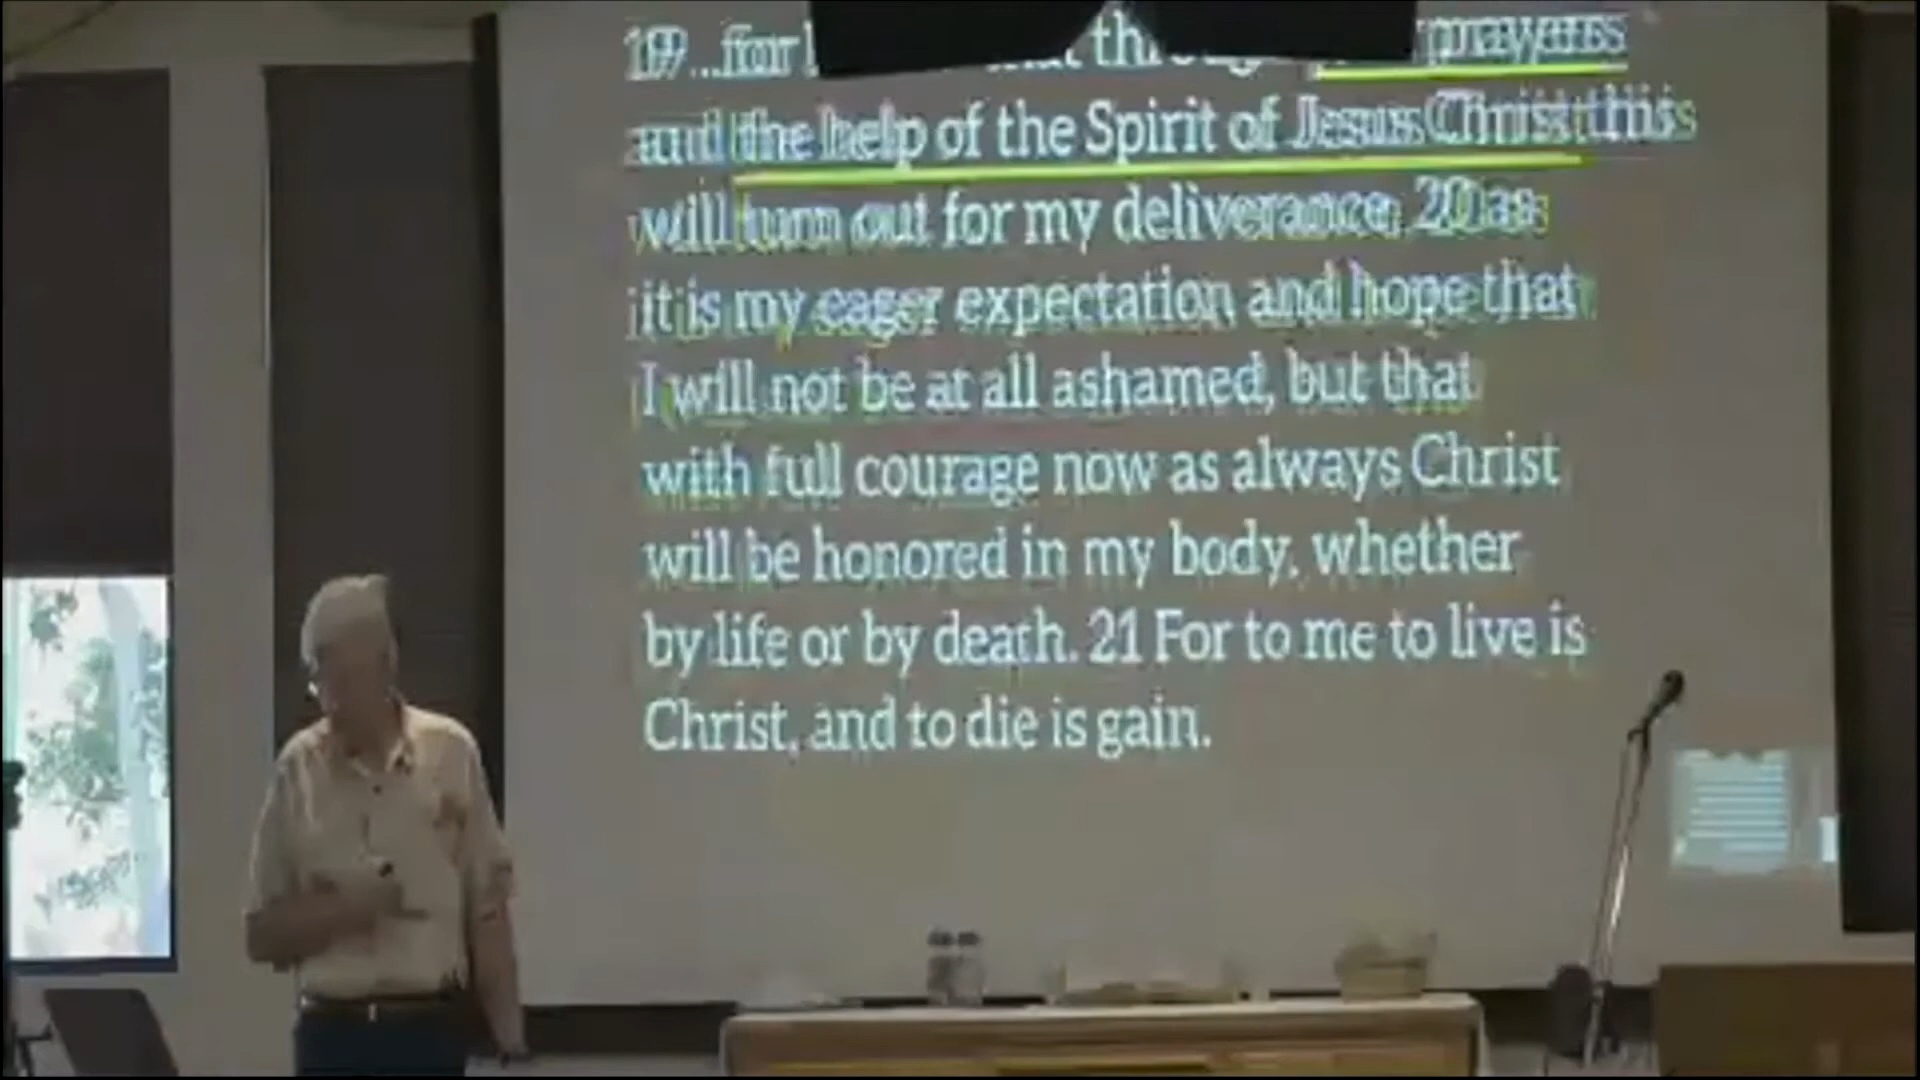 19...for that through prayers
and the help of the Spirit of Jesus Christ this
will turn out for my deliverance, 20 as
it is my eager expectation and hope that
I will not be at all ashamed, but that
with full courage now as always Christ
will be honored in my body, whether
by life or by death. 21 For to me to live is
Christ, and to die is gain.